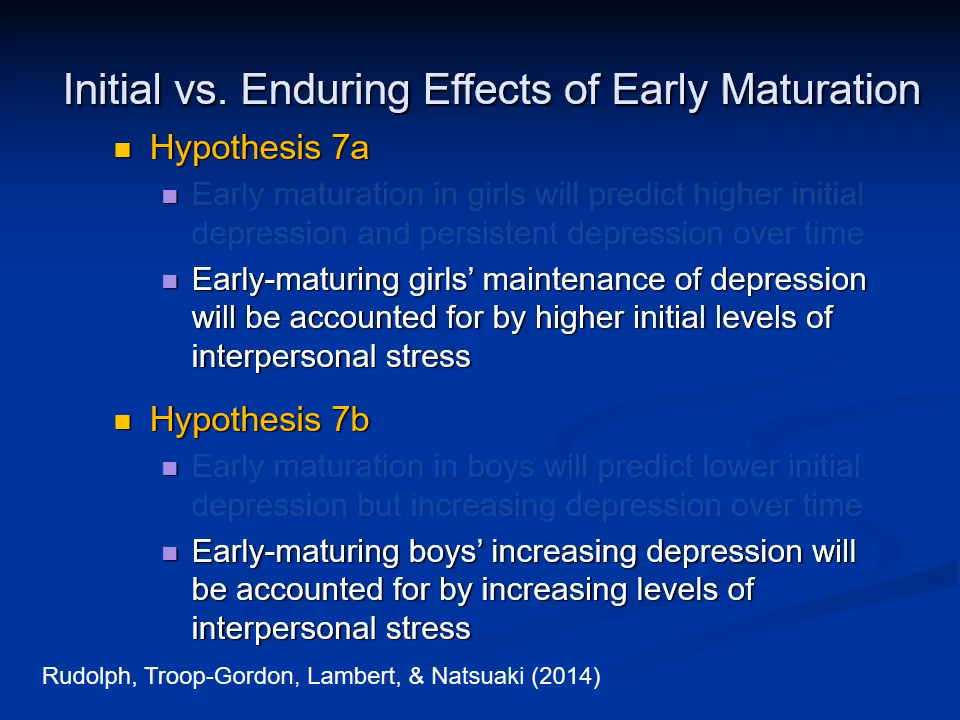 Initial vs. Enduring Effects of Early Maturation
Hypothesis 7a
Early maturation in girls will predict higher initial
depression and persistent depression over time
Early-maturing girls’ maintenance of depression
will be accounted for by higher initial levels of
interpersonal stress
Hypothesis 7b
Early maturation in boys will predict lower initial
depression but increasing depression over time
Early-maturing boys’ increasing depression will
be accounted for by increasing levels of
interpersonal stress
Rudolph, Troop-Gordon, Lambert, & Natsuaki (2014)